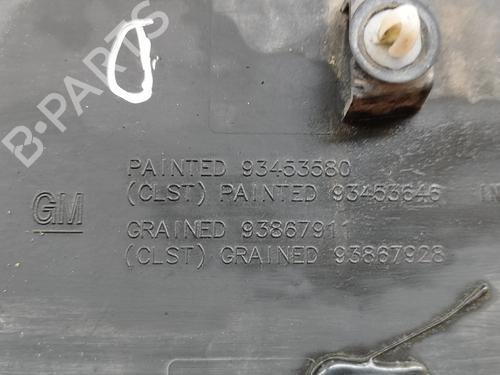 D
B-PARTS
PAINTED 93453580
(CLST) PAINTED 93453646
GM
GRAINED 93867911
(CLST) GRAINED 93867928